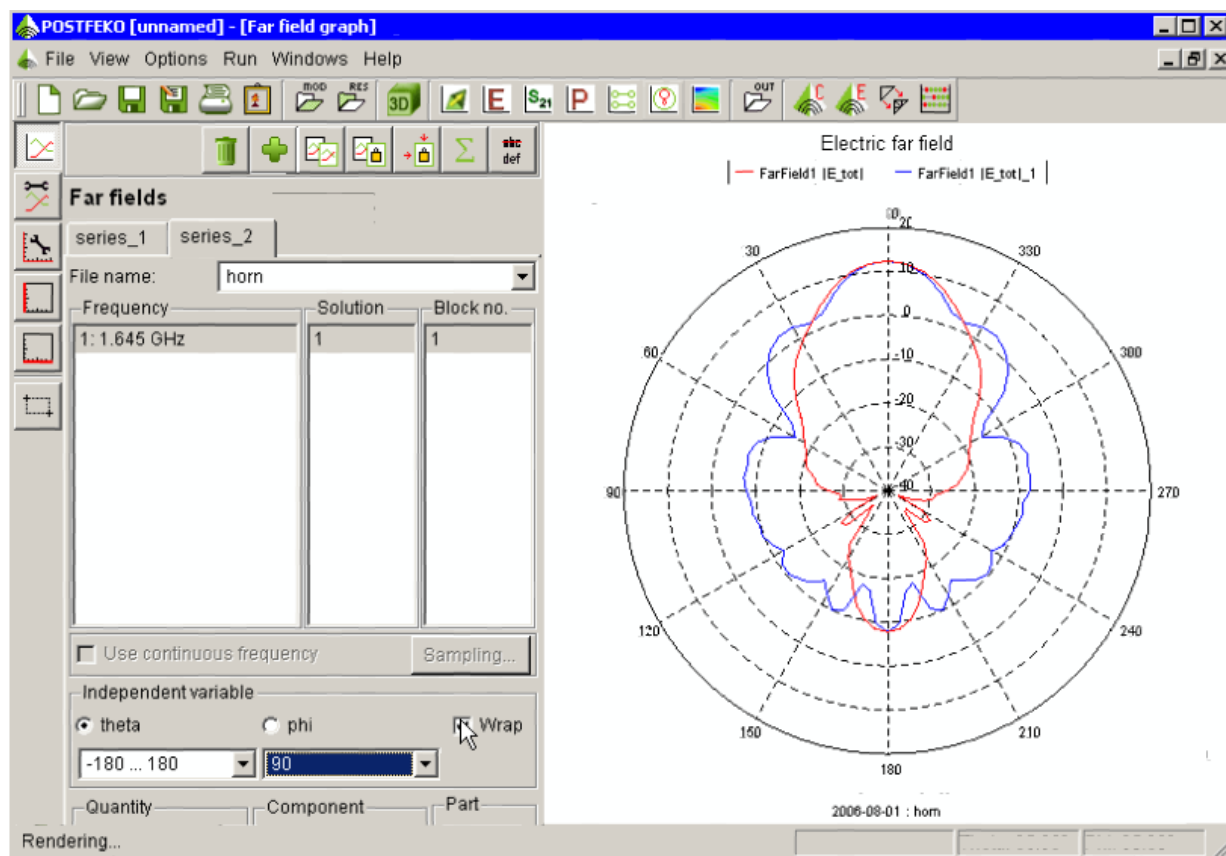 POSTFEKO [unnamed] - [Far field graph]
File View Options Run Windows Help
MOD RES 3D E S21 P OUT C E
abc
def
Far fields
series_1 series_2
File name: horn
Frequency Solution Block no.
1: 1.645 GHz 1 1
Use continuous frequency Sampling...
Independent variable
theta phi Wrap
-180 ... 180 90
Quantity Component Part
Rendering...
Electric far field
FarField1 |E_tot| FarField1 |E_tot|_1
20
30 330
10
0
60 300
-10
-20
-30
-40
90 270
120 240
150 210
180
2006-08-01 : horn